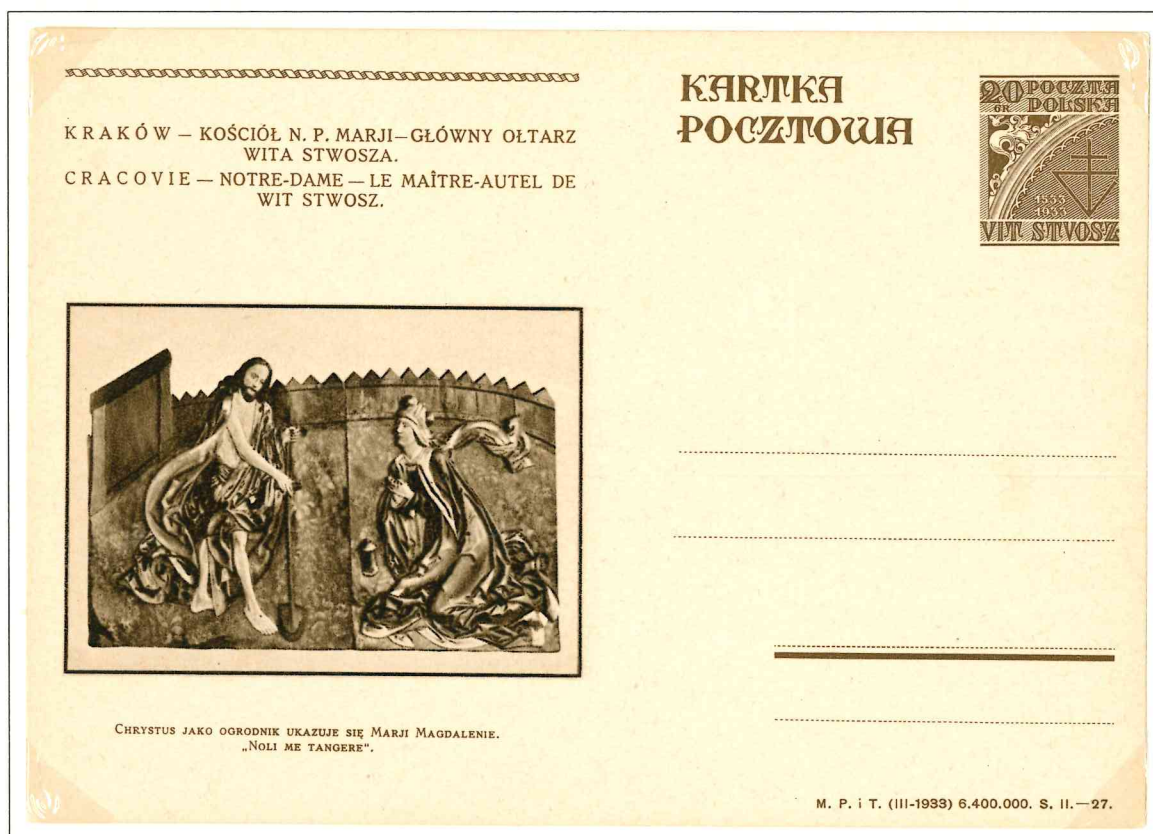 KRAKÓW — KOŚCIÓŁ N. P. MARJI—GŁÓWNY OŁTARZ
WITA STWOSZA.
CRACOVIE — NOTRE-DAME — LE MAÎTRE-AUTEL DE
WIT STWOSZ.
KARTKA
POCZTOWA
20 POCZTA
GR POLSKA
1533
1933
VIT STVOSZ
CHRYSTUS JAKO OGRODNIK UKAZUJE SIĘ MARJI MAGDALENIE.
„NOLI ME TANGERE".
M. P. i T. (III-1933) 6.400.000. S. II.—27.